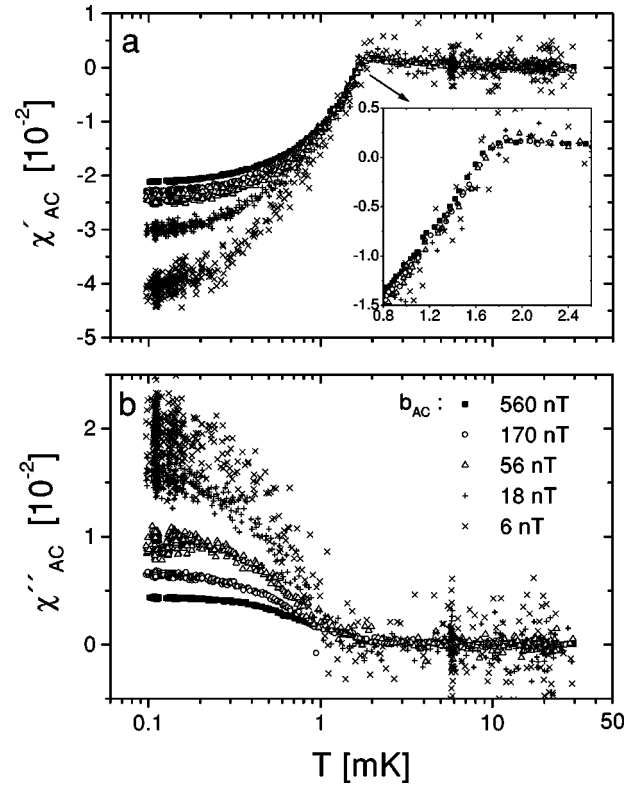 a
1
0
-1
-2
-3
-4
-5
χ′AC [10⁻²]
0.5
0.0
-0.5
-1.0
-1.5
0.8 1.2 1.6 2.0 2.4
b
2
1
0
χ′′AC [10⁻²]
bAC :
560 nT
170 nT
56 nT
18 nT
6 nT
0.1 1 10 50
T [mK]